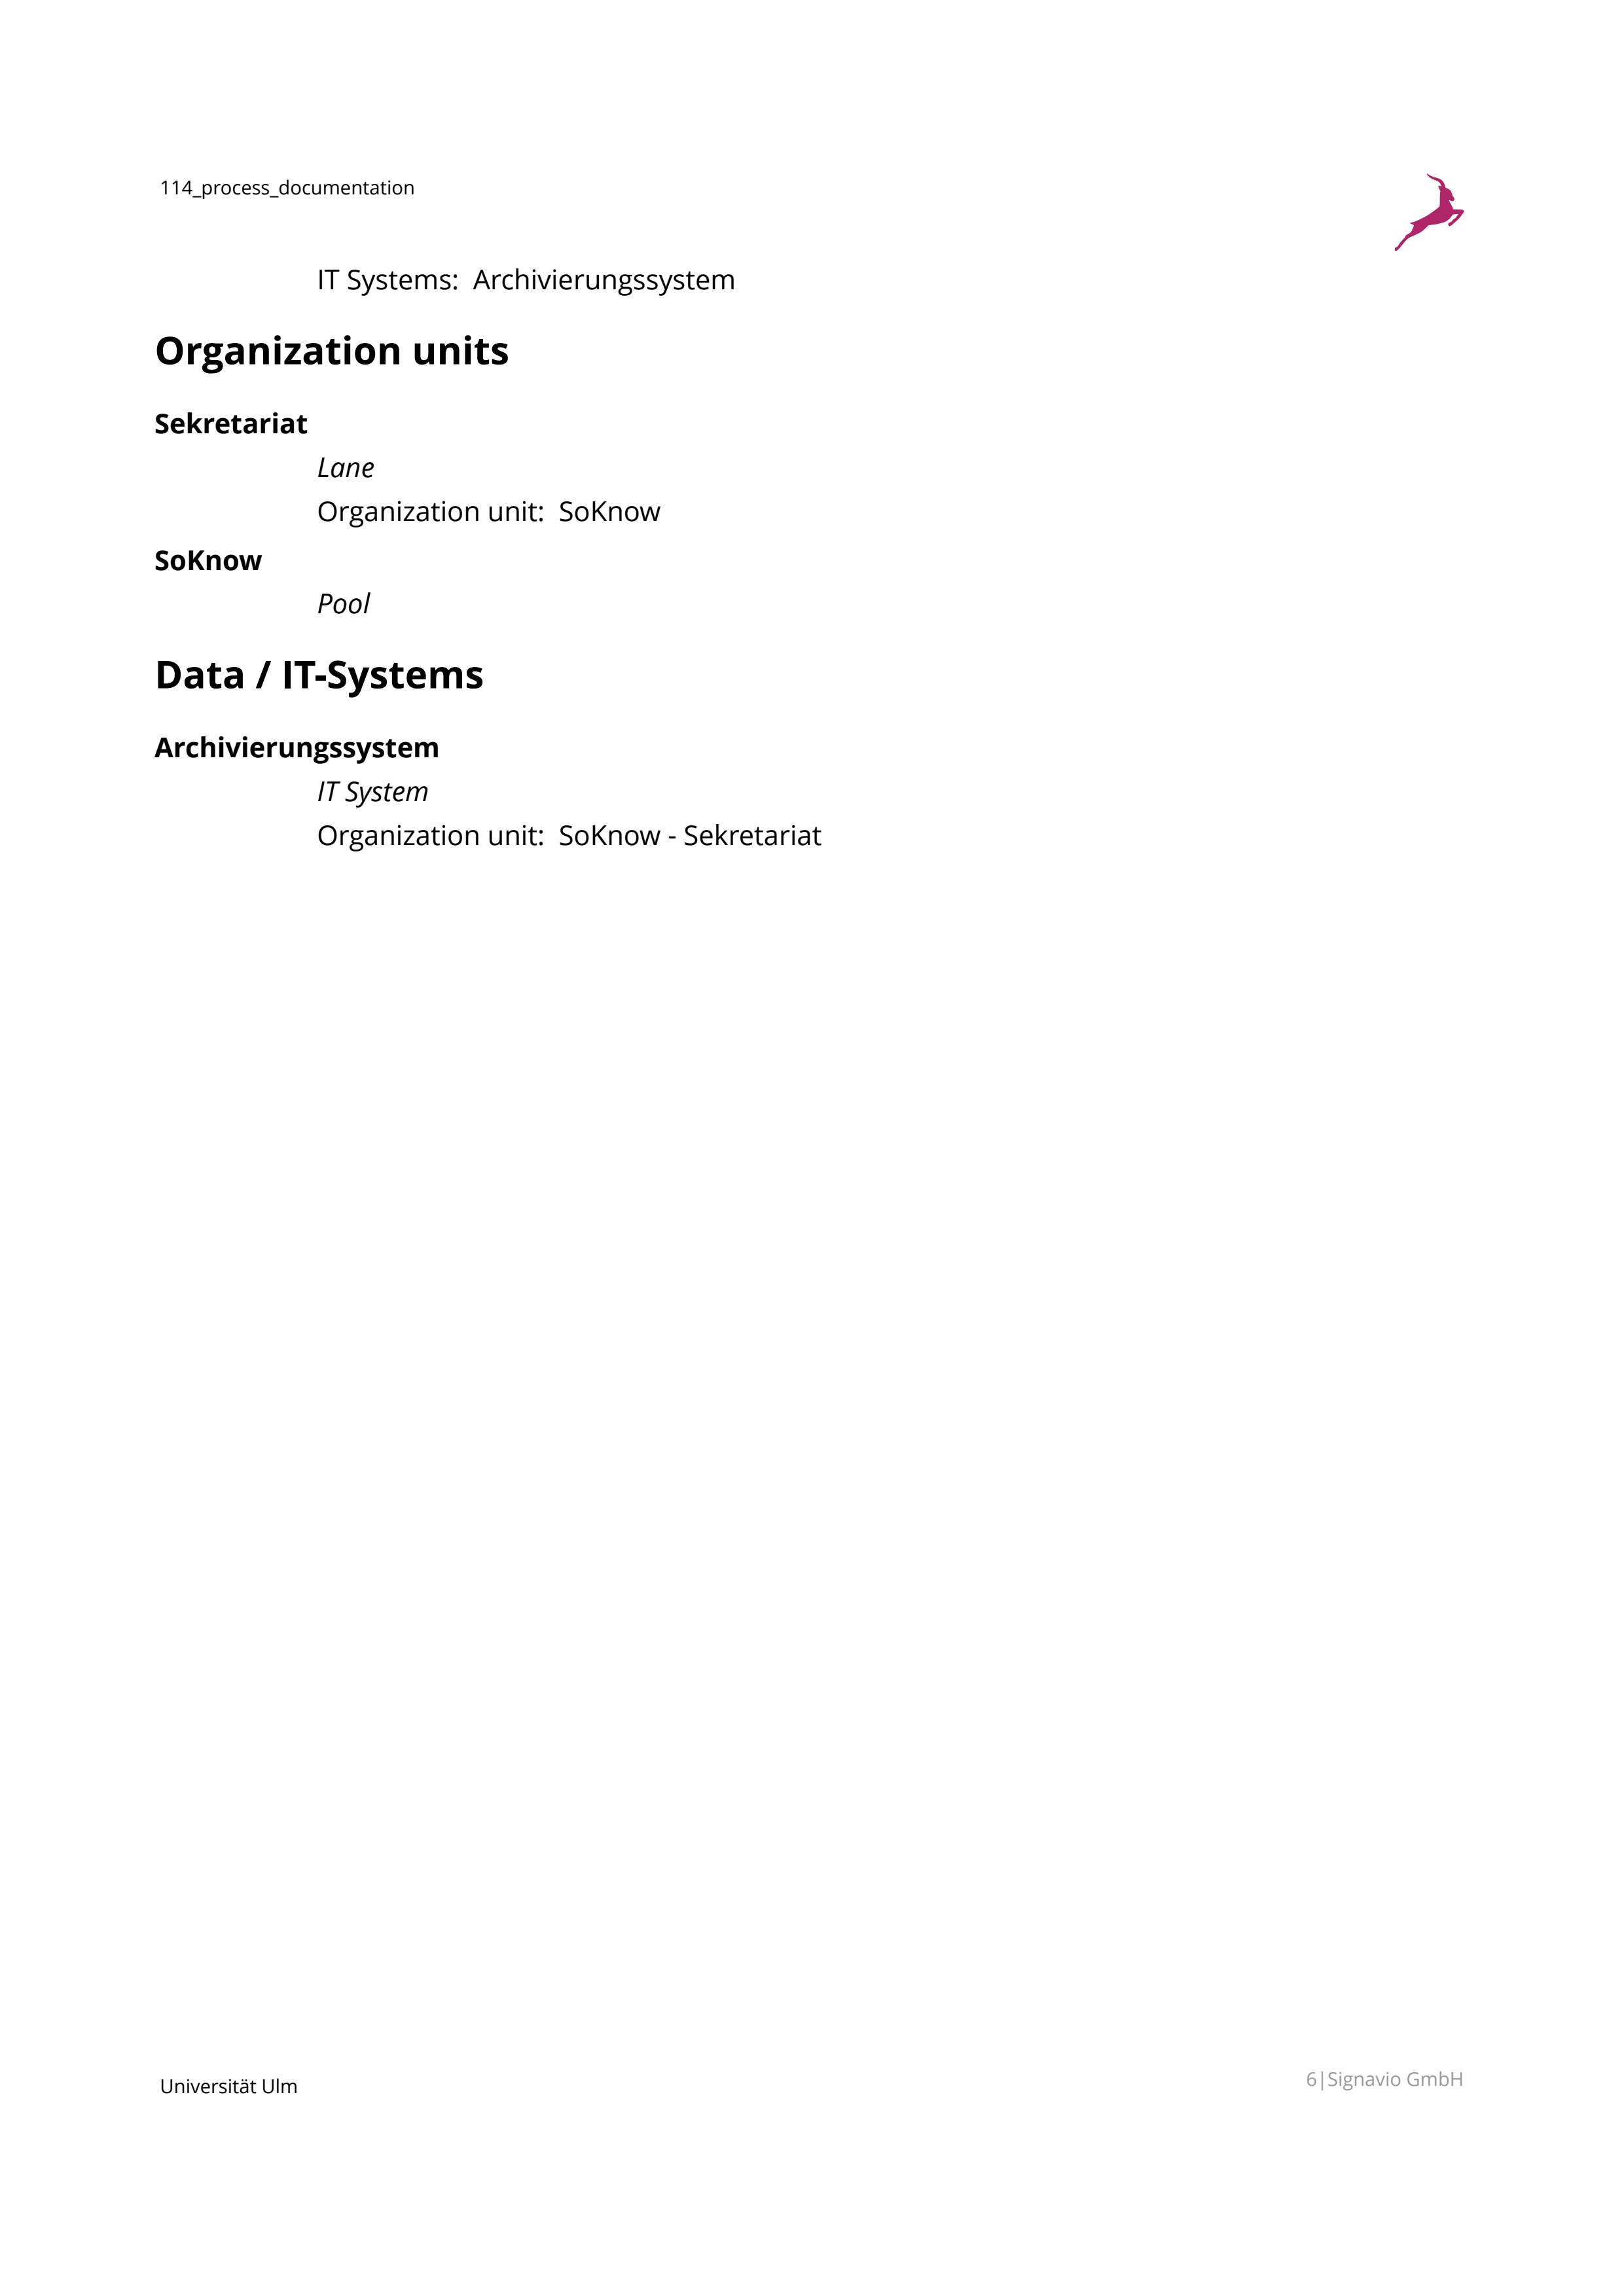 114_process_documentation
IT Systems:  Archivierungssystem
Organization units
Sekretariat
Lane
Organization unit:  SoKnow
SoKnow
Pool
Data / IT-Systems
Archivierungssystem
IT System
Organization unit:  SoKnow - Sekretariat
Universität Ulm
6|Signavio GmbH